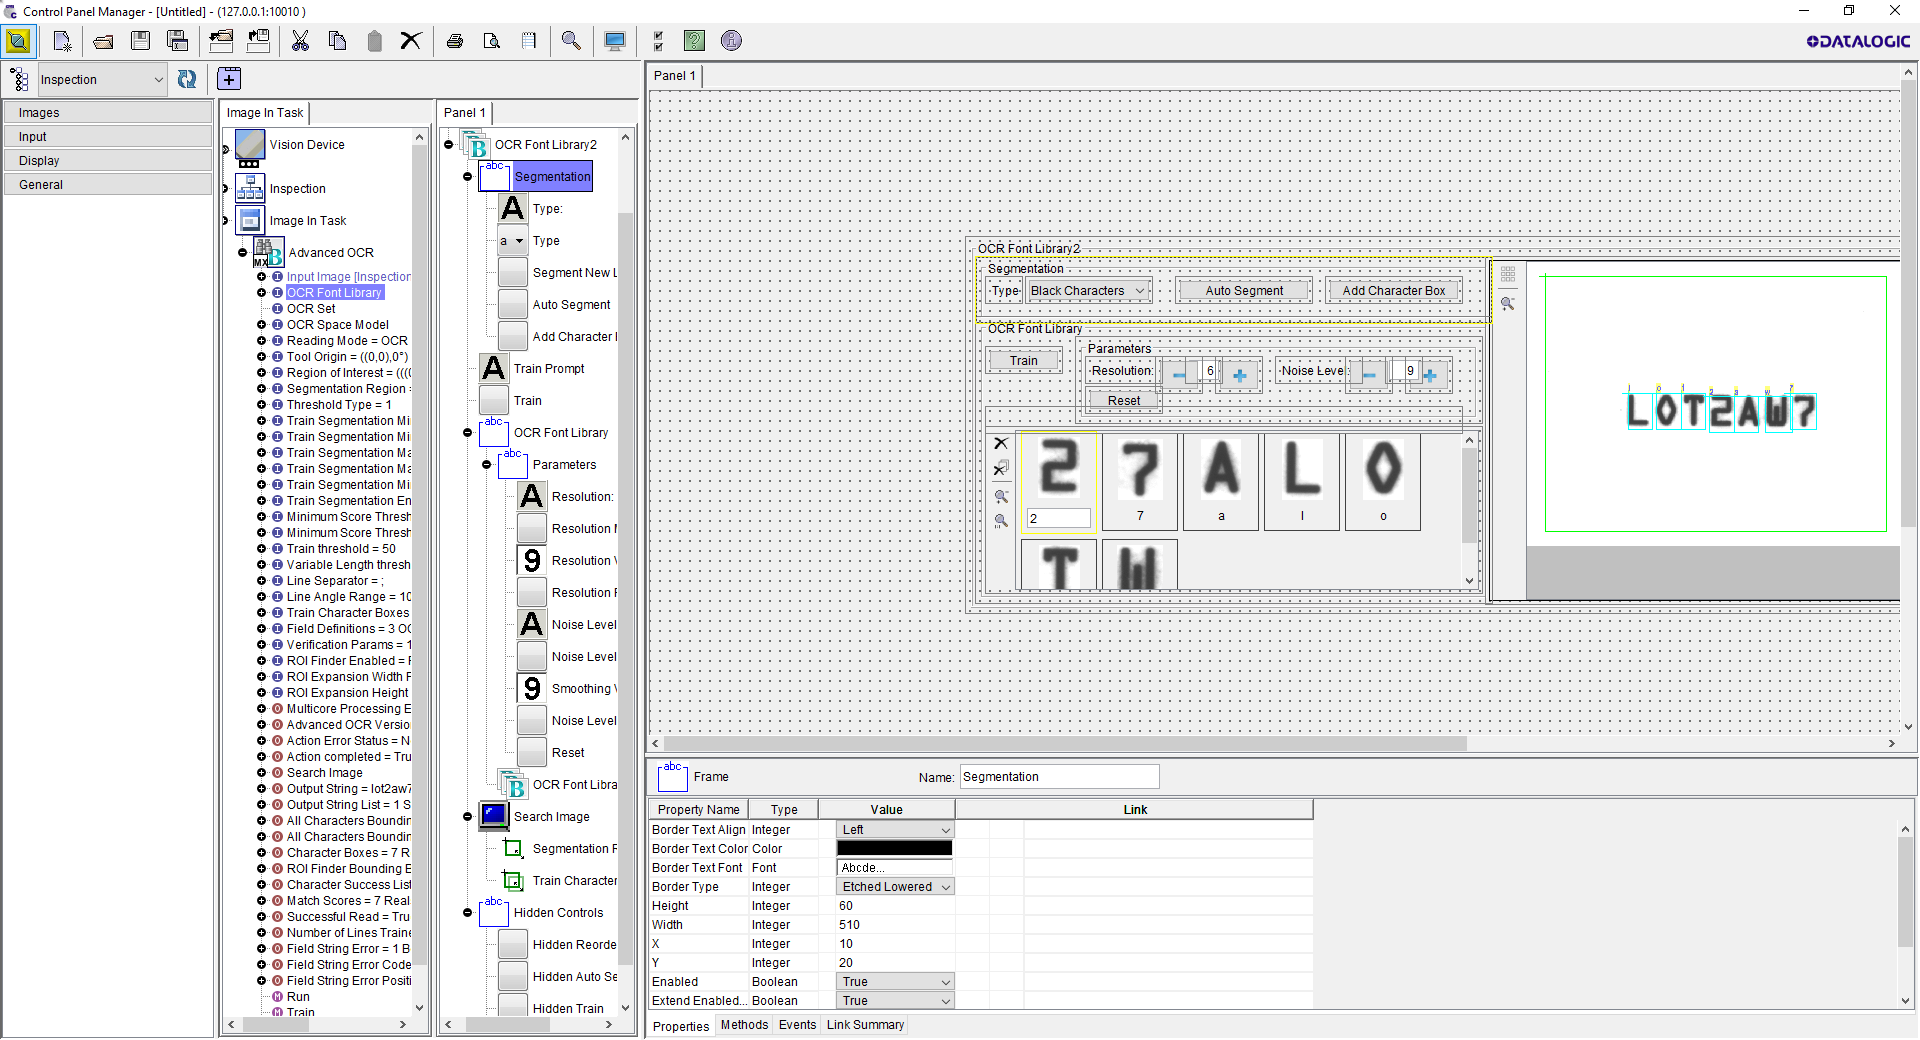 Control Panel Manager - [Untitled] - (127.0.0.1:10010 )
DATALOGIC
Inspection
Images
Input
Display
General
Image In Task
Vision Device
Inspection
Image In Task
Advanced OCR
Input Image [Inspection
OCR Font Library
OCR Set
OCR Space Model
Reading Mode = OCR
Tool Origin = ((0,0),0°)
Region of Interest = (((0
Segmentation Region =
Threshold Type = 1
Train Segmentation Mi
Train Segmentation Mi
Train Segmentation Ma
Train Segmentation Ma
Train Segmentation Mi
Train Segmentation En
Minimum Score Thresh
Minimum Score Thresh
Train threshold = 50
Variable Length thresh
Line Separator = ;
Line Angle Range = 10
Train Character Boxes
Field Definitions = 3 OC
Verification Params = 1
ROI Finder Enabled = F
ROI Expansion Width F
ROI Expansion Height
Multicore Processing E
Advanced OCR Versio
Action Error Status = N
Action completed = Tru
Search Image
Output String = lot2aw7
Output String List = 1 S
All Characters Boundin
All Characters Boundin
Character Boxes = 7 R
ROI Finder Bounding E
Character Success List
Match Scores = 7 Real
Successful Read = Tru
Number of Lines Traine
Field String Error = 1 B
Field String Error Code
Field String Error Positi
Run
Train
Panel 1
OCR Font Library2
abc Segmentation
A Type:
a Type
Segment New L
Auto Segment
Add Character I
A Train Prompt
Train
abc OCR Font Library
abc Parameters
A Resolution:
Resolution M
9 Resolution V
Resolution F
A Noise Level
Noise Level
9 Smoothing V
Noise Level
Reset
OCR Font Libra
Search Image
Segmentation F
Train Character
abc Hidden Controls
Hidden Reorde
Hidden Auto Se
Hidden Train
Panel 1
OCR Font Library2
Segmentation
Type Black Characters Auto Segment Add Character Box
OCR Font Library
Train
Parameters
Resolution: 6 Noise Level: 9
Reset
2 7 A L O
2 7 a l o
T W
l o t 2 a w 7
LOT2AW7
abc Frame Name: Segmentation
Property Name Type Value Link
Border Text Align Integer Left
Border Text Color Color
Border Text Font Font Abcde...
Border Type Integer Etched Lowered
Height Integer 60
Width Integer 510
X Integer 10
Y Integer 20
Enabled Boolean True
Extend Enabled... Boolean True
Properties Methods Events Link Summary